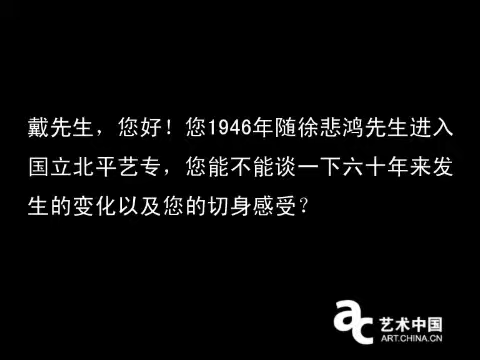 戴先生，您好！您1946年随徐悲鸿先生进入
国立北平艺专，您能不能谈一下六十年来发
生的变化以及您的切身感受？
ac 艺术中国
ART.CHINA.CN